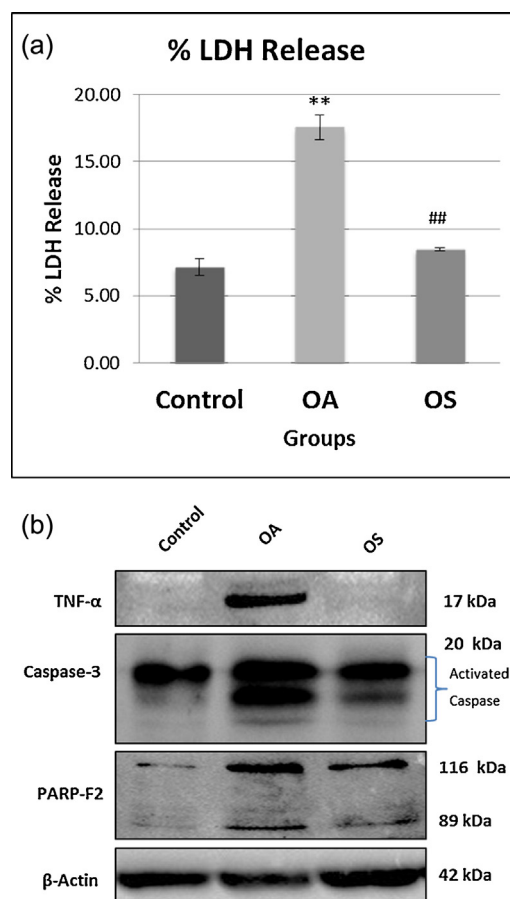 (a)
% LDH Release
% LDH Release
20.00
**
15.00
10.00
##
5.00
0.00
Control OA OS
Groups
(b)
Control OA OS
TNF-α 17 kDa
20 kDa
Caspase-3 Activated
Caspase
116 kDa
PARP-F2
89 kDa
β-Actin 42 kDa